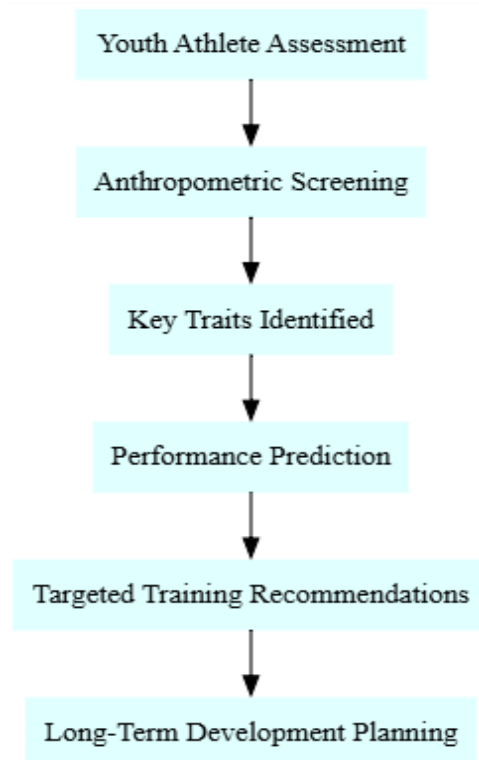 Youth Athlete Assessment
Anthropometric Screening
Key Traits Identified
Performance Prediction
Targeted Training Recommendations
Long-Term Development Planning